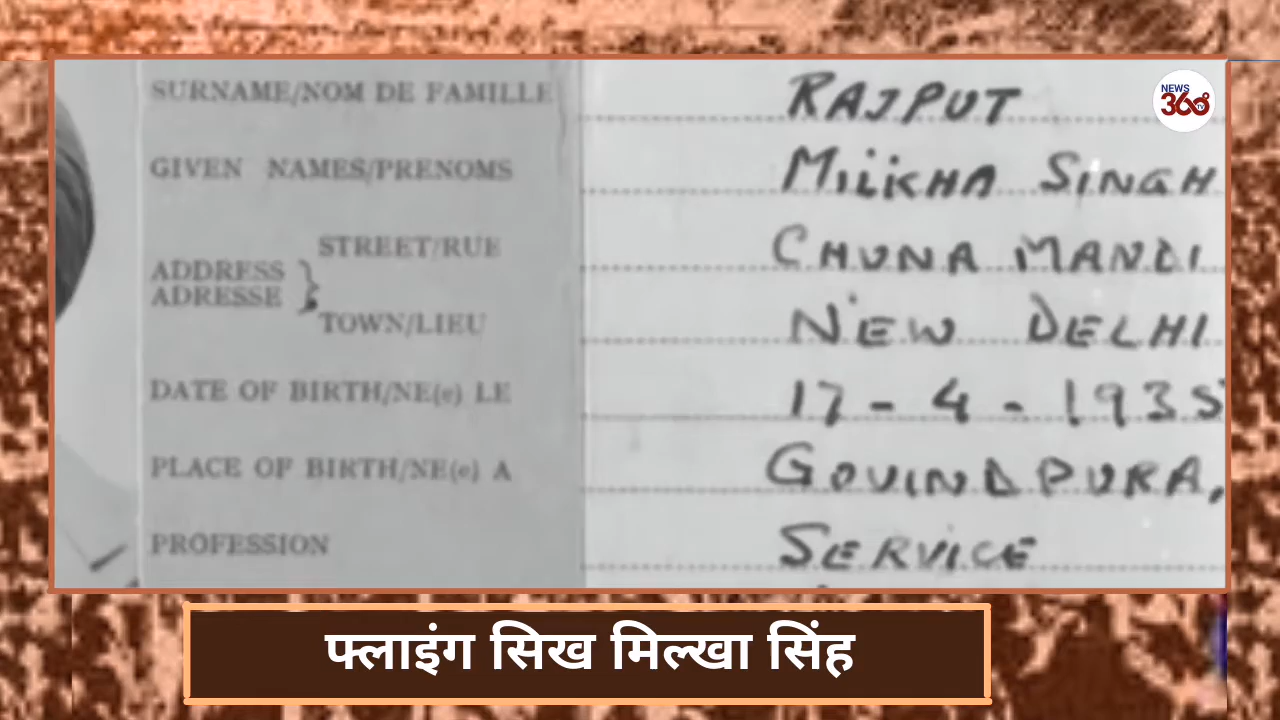 NEWS
360
TV
SURNAME/NOM DE FAMILLE RAJPUT
GIVEN NAMES/PRENOMS MILKHA SINGH
ADDRESS ADRESSE } STREET/RUE CHUNA MANDI
TOWN/LIEU NEW DELHI
DATE OF BIRTH/NE(e) LE 17-4-1935
PLACE OF BIRTH/NE(e) A GOVINDPURA,
PROFESSION SERVICE
फ्लाइंग सिख मिल्खा सिंह